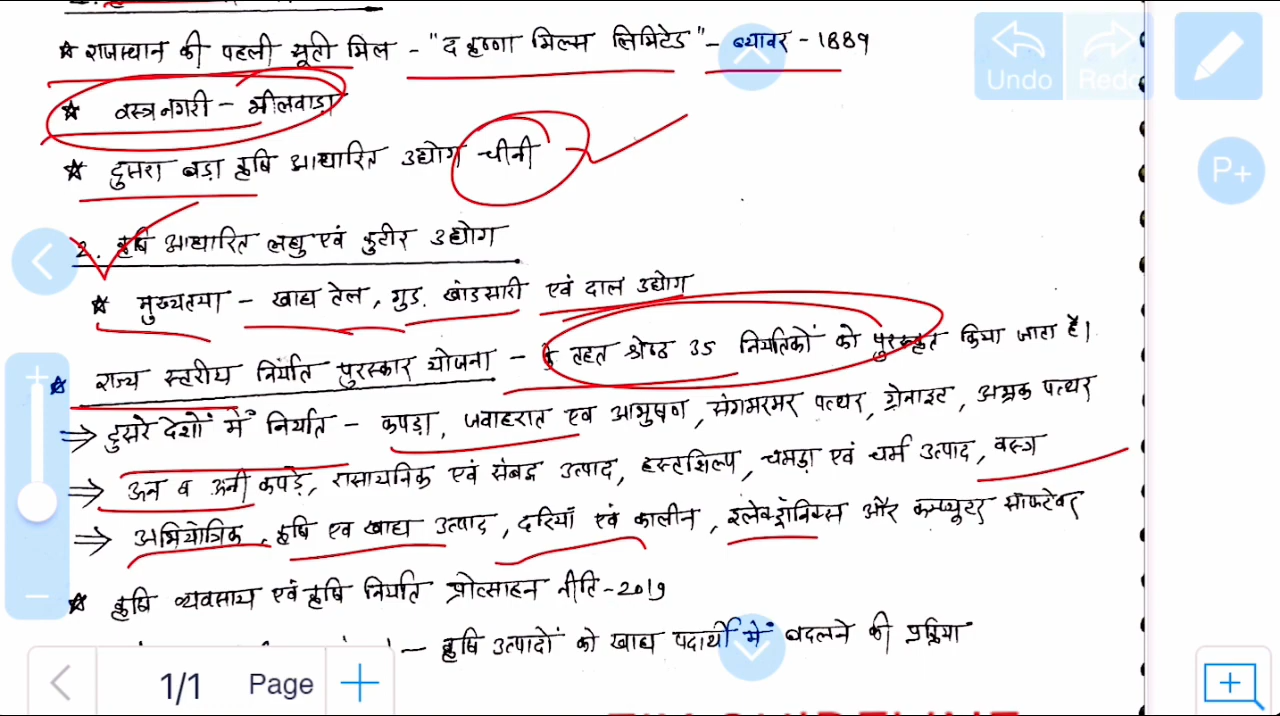 ★ राजस्थान की पहली सूती मिल - "द कृष्णा मिल्स लिमिटेड" - ब्यावर - 1889
★ वस्त्र नगरी - भीलवाड़ा
★ दुसरा बड़ा कृषि आधारित उद्योग - चीनी
2. कृषि आधारित लघु एवं कुटीर उद्योग
★ मुख्यतया - खाद्य तेल, गुड़. खांडसारी एवं दाल उद्योग
★ राज्य स्तरीय निर्यात पुरस्कार योजना - के तहत श्रेष्ठ 35 निर्यातकों को पुरस्कृत किया जाता है।
⇒ दुसरे देशों में निर्यात - कपड़ा, जवाहरात एव आभुषण, संगमरमर पत्थर, ग्रेनाइट, अभ्रक पत्थर
⇒ ऊन व ऊनी कपड़े, रासायनिक एवं संबद्ध उत्पाद, हस्तशिल्प, चमड़ा एवं चर्म उत्पाद, वस्त्र
⇒ अभियांत्रिक, कृषि एव खाद्य उत्पाद, दरियाँ एवं कालीन, इलेक्ट्रॉनिक्स और कम्प्युटर सॉफ्टवेर
★ कृषि व्यवसाय एवं कृषि निर्यात प्रोत्साहन नीति - 2019
— कृषि उत्पादों को खाद्य पदार्थो में बदलने की प्रक्रिया
Undo
Redo
P+
1/1
Page